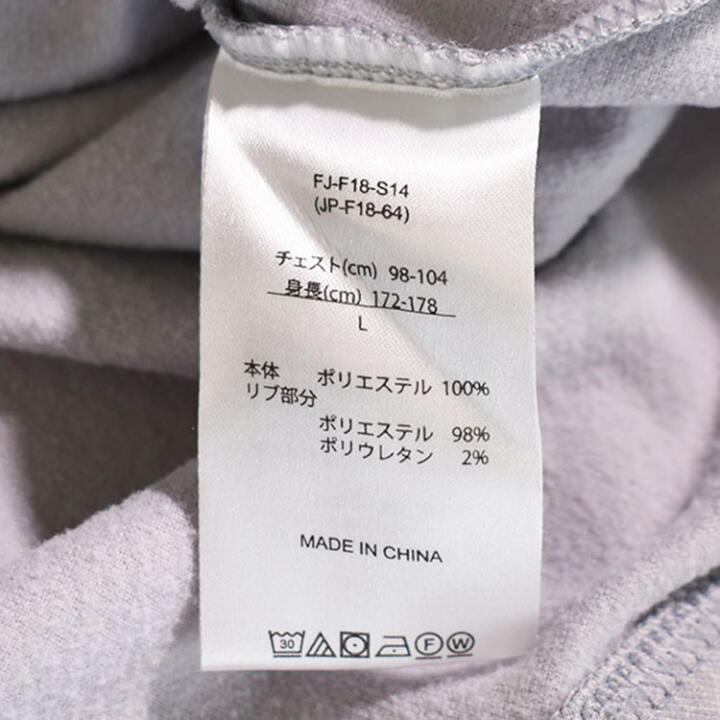 FJ-F18-S14
(JP-F18-64)
チェスト(cm) 98-104
身長(cm) 172-178
L
本体 ポリエステル 100%
リブ部分
ポリエステル 98%
ポリウレタン 2%
MADE IN CHINA
30 F W